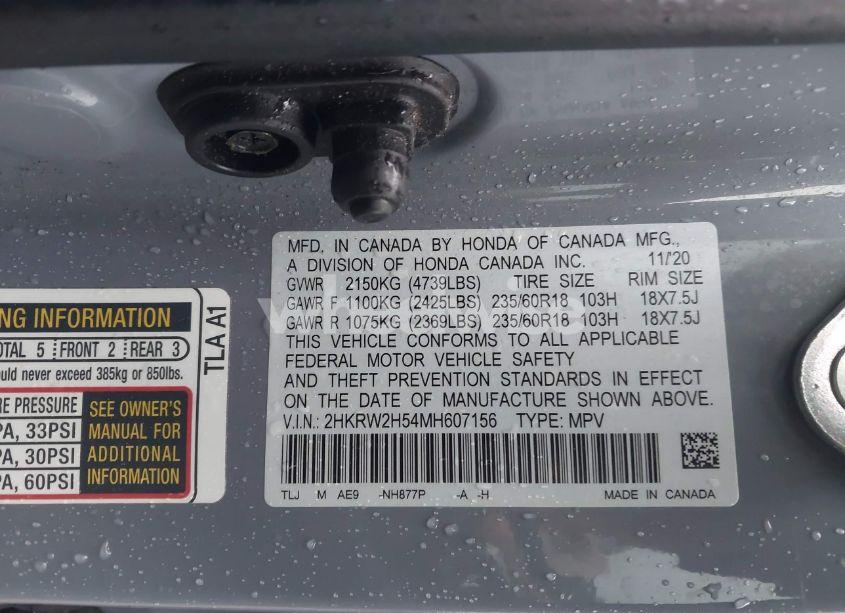 MFD. IN CANADA BY HONDA OF CANADA MFG.,
A DIVISION OF HONDA CANADA INC. 11/20
GVWR 2150KG (4739LBS) TIRE SIZE RIM SIZE
GAWR F 1100KG (2425LBS) 235/60R18 103H 18X7.5J
GAWR R 1075KG (2369LBS) 235/60R18 103H 18X7.5J
THIS VEHICLE CONFORMS TO ALL APPLICABLE
FEDERAL MOTOR VEHICLE SAFETY
AND THEFT PREVENTION STANDARDS IN EFFECT
ON THE DATE OF MANUFACTURE SHOWN ABOVE.
V.I.N.: 2HKRW2H54MH607156 TYPE: MPV
TLJ M AE9 -NH877P -A -H MADE IN CANADA
NG INFORMATION
OTAL 5 FRONT 2 REAR 3
ould never exceed 385kg or 850lbs.
RE PRESSURE
PA, 33PSI
PA, 30PSI
PA, 60PSI
SEE OWNER'S
MANUAL FOR
ADDITIONAL
INFORMATION
TLA A1